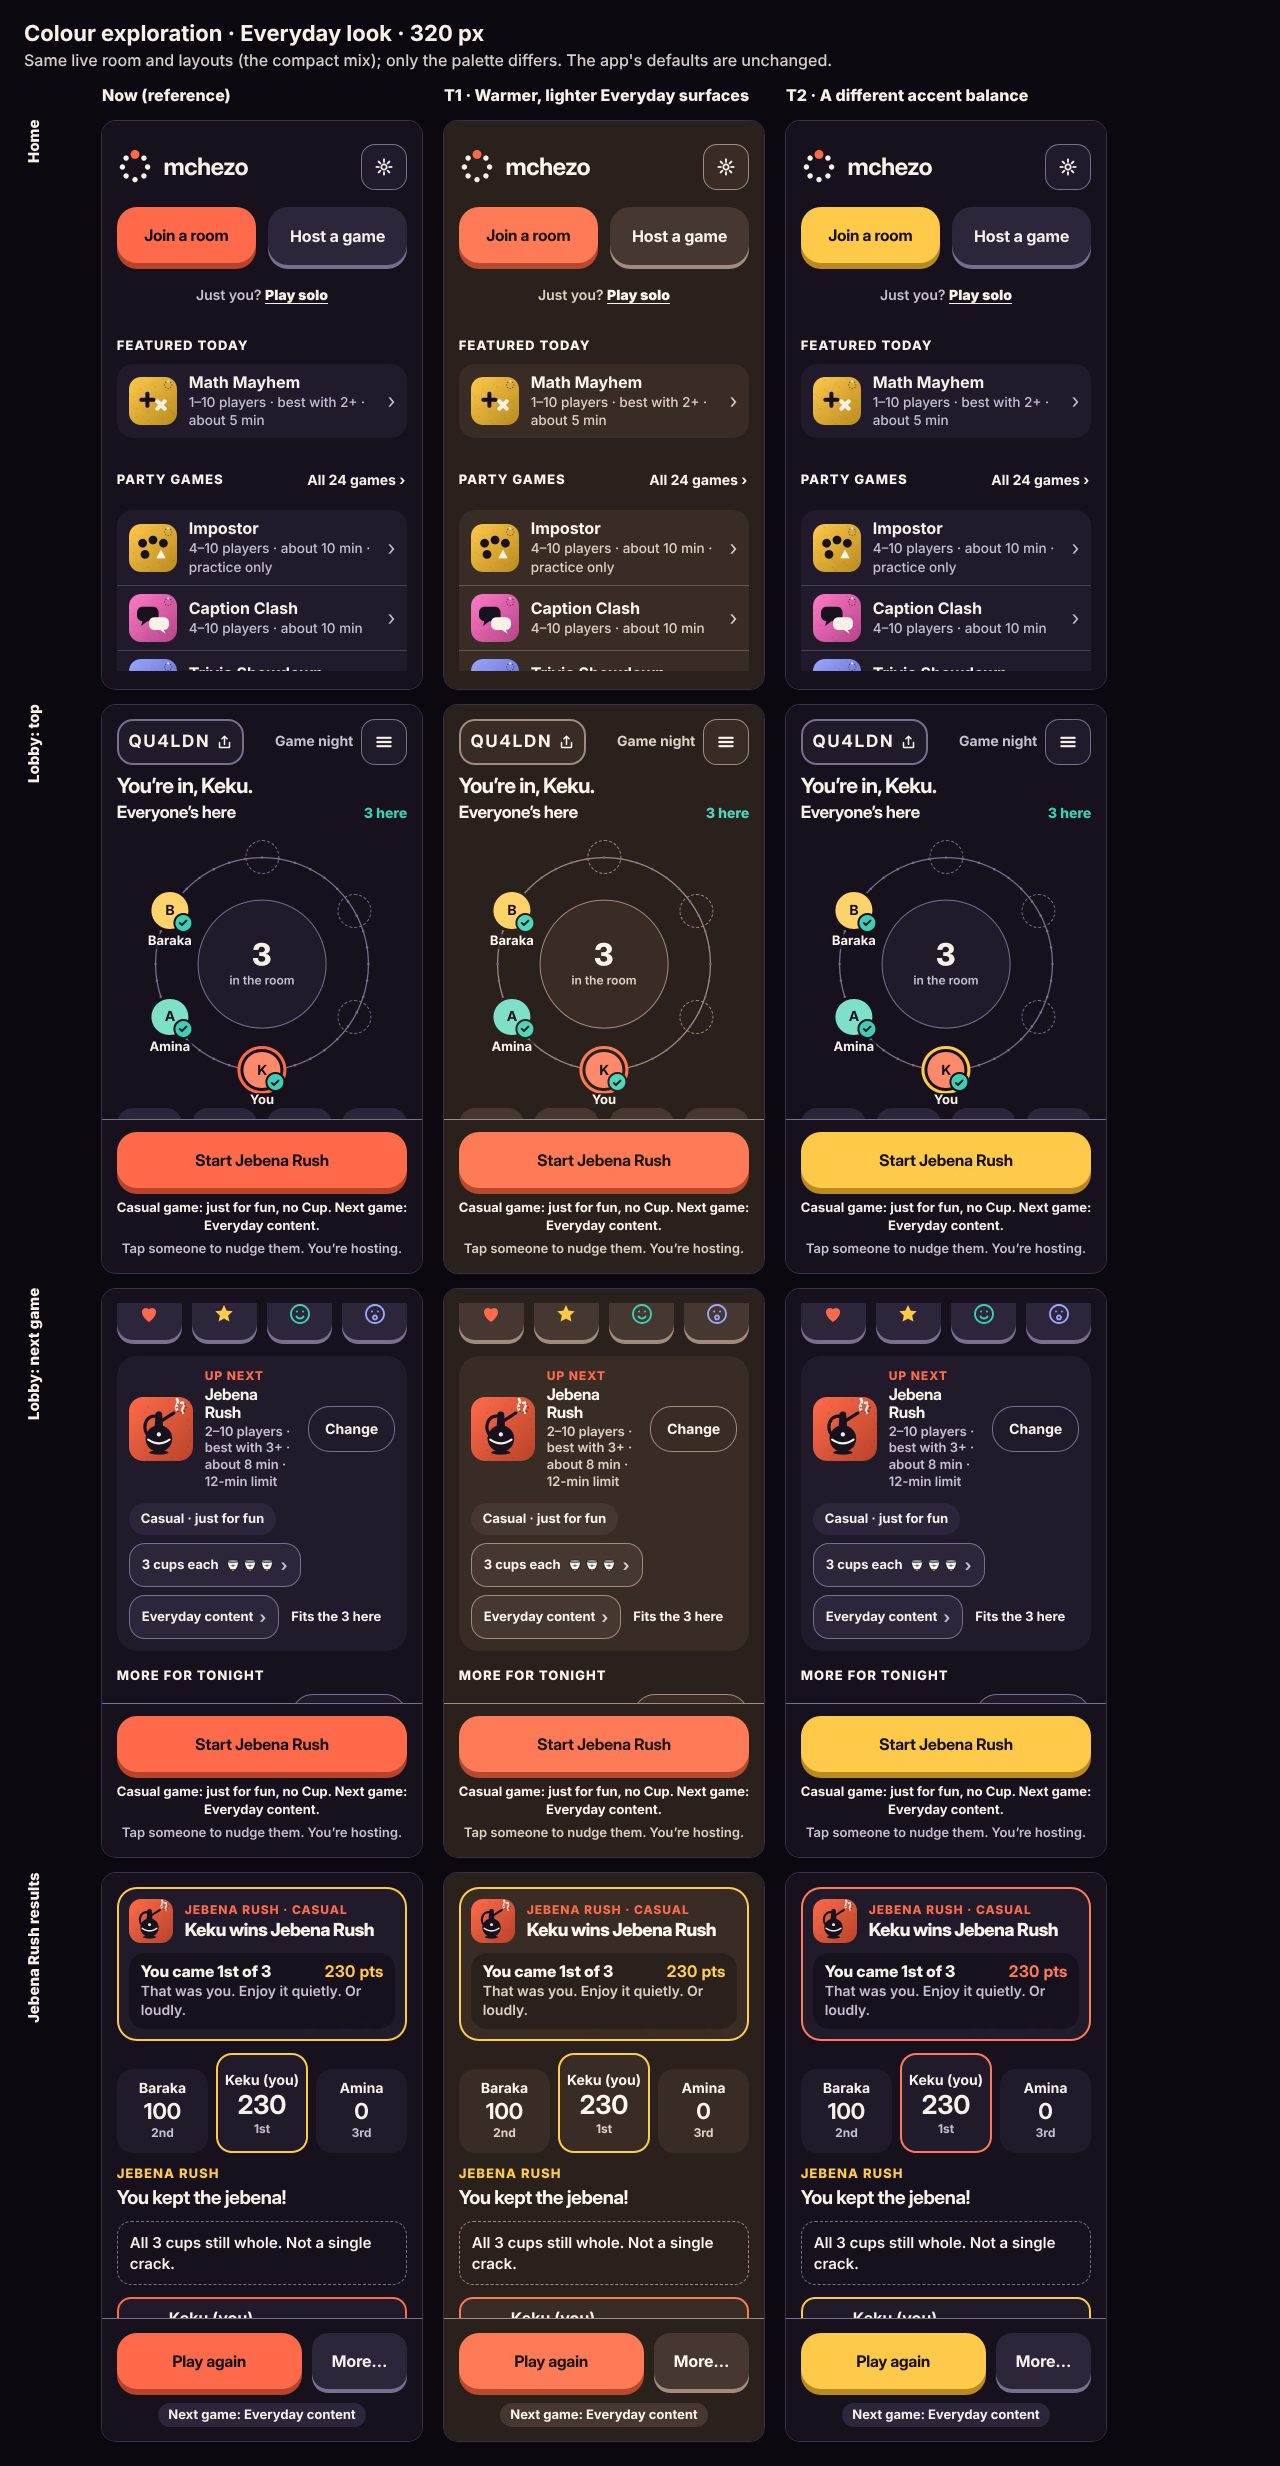 Colour exploration · Everyday look · 320 px
Same live room and layouts (the compact mix); only the palette differs. The app's defaults are unchanged.
Now (reference)
T1 · Warmer, lighter Everyday surfaces
T2 · A different accent balance
Home
mchezo
Join a room
Host a game
Just you? Play solo
FEATURED TODAY
Math Mayhem
1–10 players · best with 2+ ·
about 5 min
PARTY GAMES
All 24 games ›
Impostor
4–10 players · about 10 min ·
practice only
Caption Clash
4–10 players · about 10 min
Trivia Showdown
mchezo
Join a room
Host a game
Just you? Play solo
FEATURED TODAY
Math Mayhem
1–10 players · best with 2+ ·
about 5 min
PARTY GAMES
All 24 games ›
Impostor
4–10 players · about 10 min ·
practice only
Caption Clash
4–10 players · about 10 min
Trivia Showdown
mchezo
Join a room
Host a game
Just you? Play solo
FEATURED TODAY
Math Mayhem
1–10 players · best with 2+ ·
about 5 min
PARTY GAMES
All 24 games ›
Impostor
4–10 players · about 10 min ·
practice only
Caption Clash
4–10 players · about 10 min
Trivia Showdown
Lobby: top
QU4LDN
Game night
You're in, Keku.
Everyone's here
3 here
B
Baraka
3
in the room
A
Amina
K
You
Start Jebena Rush
Casual game: just for fun, no Cup. Next game:
Everyday content.
Tap someone to nudge them. You're hosting.
QU4LDN
Game night
You're in, Keku.
Everyone's here
3 here
B
Baraka
3
in the room
A
Amina
K
You
Start Jebena Rush
Casual game: just for fun, no Cup. Next game:
Everyday content.
Tap someone to nudge them. You're hosting.
QU4LDN
Game night
You're in, Keku.
Everyone's here
3 here
B
Baraka
3
in the room
A
Amina
K
You
Start Jebena Rush
Casual game: just for fun, no Cup. Next game:
Everyday content.
Tap someone to nudge them. You're hosting.
Lobby: next game
UP NEXT
Jebena
Rush
2–10 players ·
best with 3+ ·
about 8 min ·
12-min limit
Change
Casual · just for fun
3 cups each ›
Everyday content ›
Fits the 3 here
MORE FOR TONIGHT
Start Jebena Rush
Casual game: just for fun, no Cup. Next game:
Everyday content.
Tap someone to nudge them. You're hosting.
UP NEXT
Jebena
Rush
2–10 players ·
best with 3+ ·
about 8 min ·
12-min limit
Change
Casual · just for fun
3 cups each ›
Everyday content ›
Fits the 3 here
MORE FOR TONIGHT
Start Jebena Rush
Casual game: just for fun, no Cup. Next game:
Everyday content.
Tap someone to nudge them. You're hosting.
UP NEXT
Jebena
Rush
2–10 players ·
best with 3+ ·
about 8 min ·
12-min limit
Change
Casual · just for fun
3 cups each ›
Everyday content ›
Fits the 3 here
MORE FOR TONIGHT
Start Jebena Rush
Casual game: just for fun, no Cup. Next game:
Everyday content.
Tap someone to nudge them. You're hosting.
Jebena Rush results
JEBENA RUSH · CASUAL
Keku wins Jebena Rush
You came 1st of 3
230 pts
That was you. Enjoy it quietly. Or
loudly.
Baraka
100
2nd
Keku (you)
230
1st
Amina
0
3rd
JEBENA RUSH
You kept the jebena!
All 3 cups still whole. Not a single
crack.
Keku (you)
Play again
More...
Next game: Everyday content
JEBENA RUSH · CASUAL
Keku wins Jebena Rush
You came 1st of 3
230 pts
That was you. Enjoy it quietly. Or
loudly.
Baraka
100
2nd
Keku (you)
230
1st
Amina
0
3rd
JEBENA RUSH
You kept the jebena!
All 3 cups still whole. Not a single
crack.
Keku (you)
Play again
More...
Next game: Everyday content
JEBENA RUSH · CASUAL
Keku wins Jebena Rush
You came 1st of 3
230 pts
That was you. Enjoy it quietly. Or
loudly.
Baraka
100
2nd
Keku (you)
230
1st
Amina
0
3rd
JEBENA RUSH
You kept the jebena!
All 3 cups still whole. Not a single
crack.
Keku (you)
Play again
More...
Next game: Everyday content